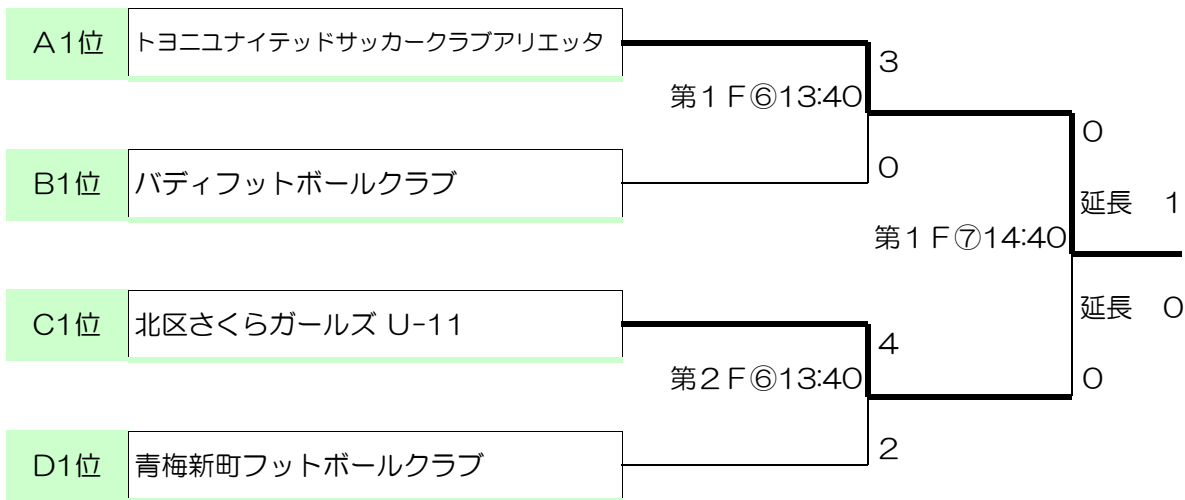 A1位 トヨニユナイテッドサッカークラブアリエッタ
3
第1F⑥13:40
0
B1位 バディフットボールクラブ
0
延長 1
第1F⑦14:40
C1位 北区さくらガールズ U-11
延長 0
4
第2F⑥13:40
0
D1位 青梅新町フットボールクラブ
2